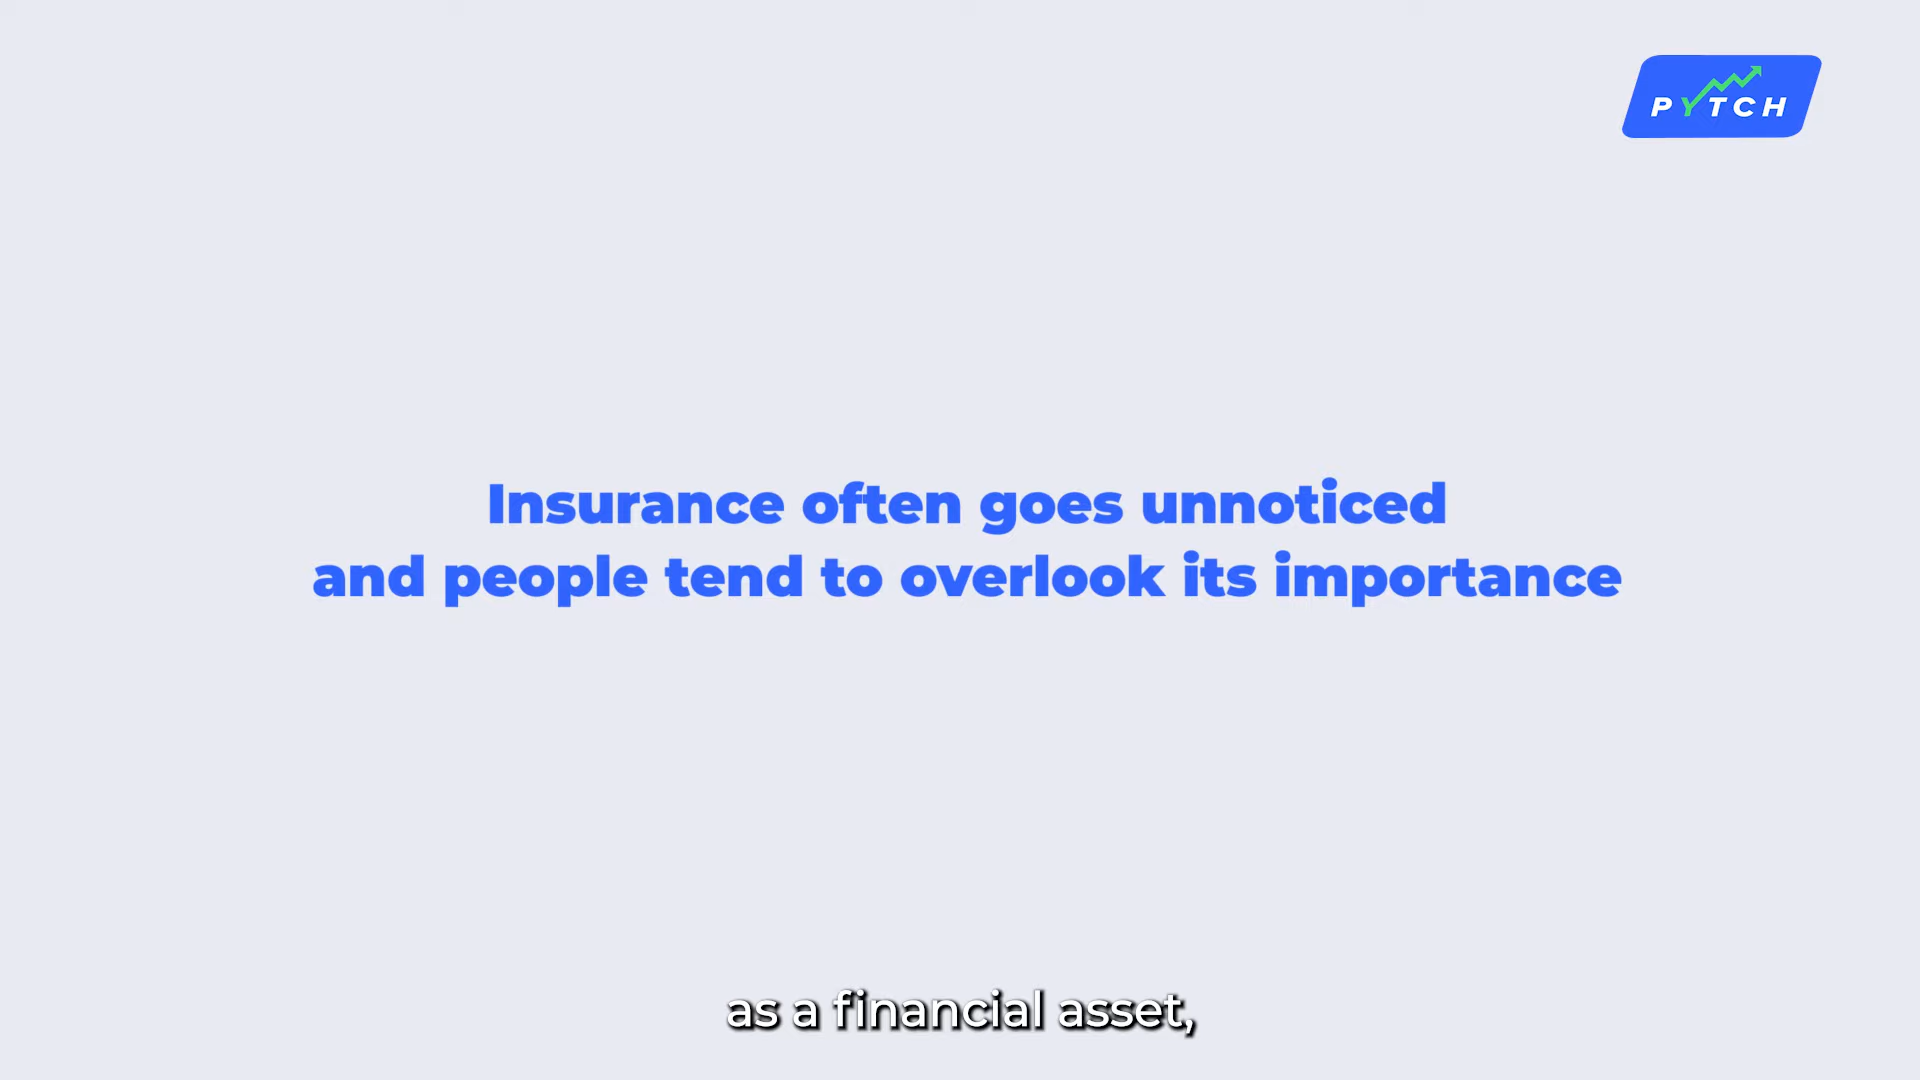 PYTCH
Insurance often goes unnoticed
and people tend to overlook its importance
as a financial asset,